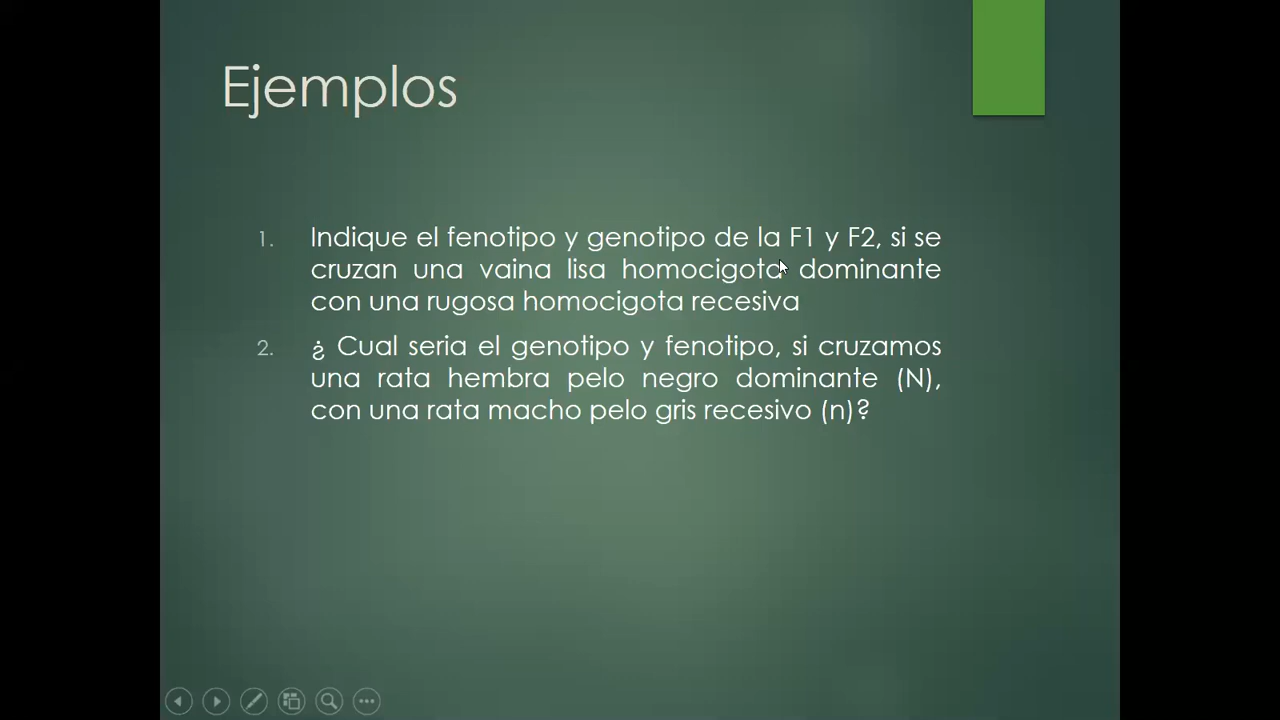 Ejemplos
1. Indique el fenotipo y genotipo de la F1 y F2, si se
cruzan una vaina lisa homocigota dominante
con una rugosa homocigota recesiva
2. ¿ Cual seria el genotipo y fenotipo, si cruzamos
una rata hembra pelo negro dominante (N),
con una rata macho pelo gris recesivo (n)?